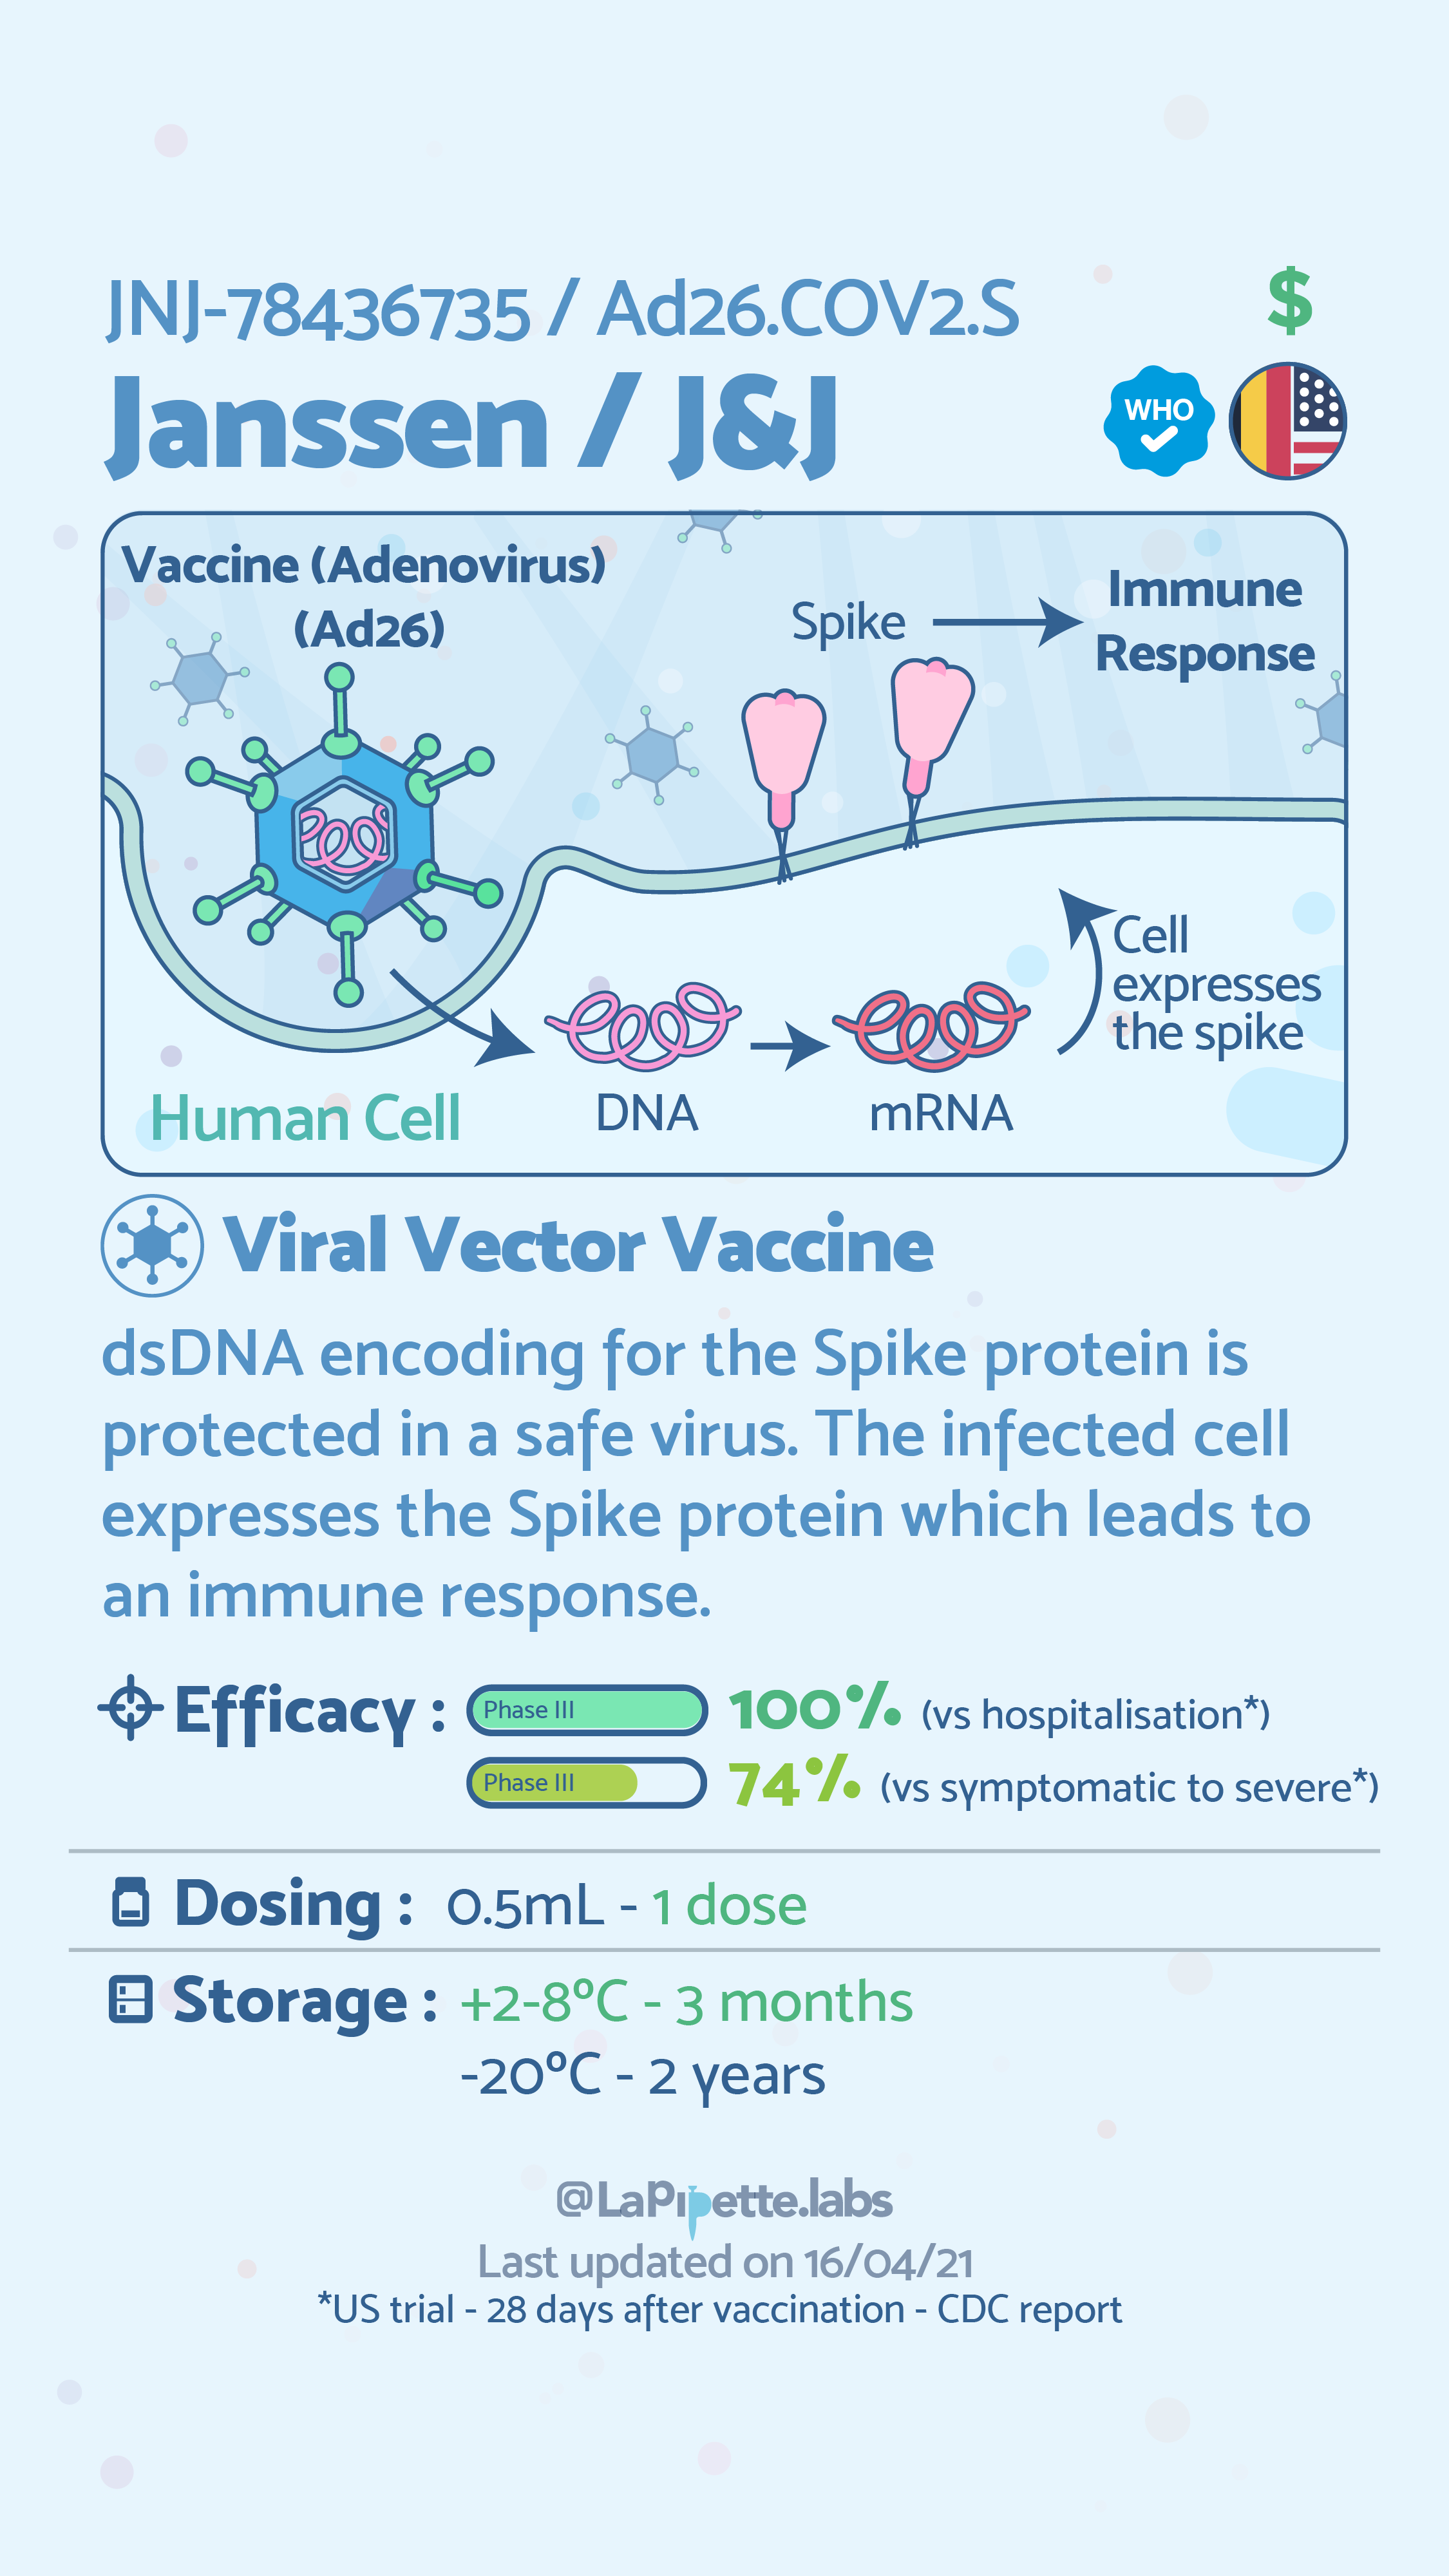 JNJ-78436735 / Ad26.COV2.S
$
Janssen / J&J
WHO
Vaccine (Adenovirus)
(Ad26)
Spike
Immune
Response
Cell
expresses
the spike
Human Cell
DNA
mRNA
Viral Vector Vaccine
dsDNA encoding for the Spike protein is
protected in a safe virus. The infected cell
expresses the Spike protein which leads to
an immune response.
Efficacy : Phase III 100% (vs hospitalisation*)
Phase III 74% (vs symptomatic to severe*)
Dosing : 0.5mL - 1 dose
Storage : +2-8°C - 3 months
-20°C - 2 years
@LaPipette.labs
Last updated on 16/04/21
*US trial - 28 days after vaccination - CDC report